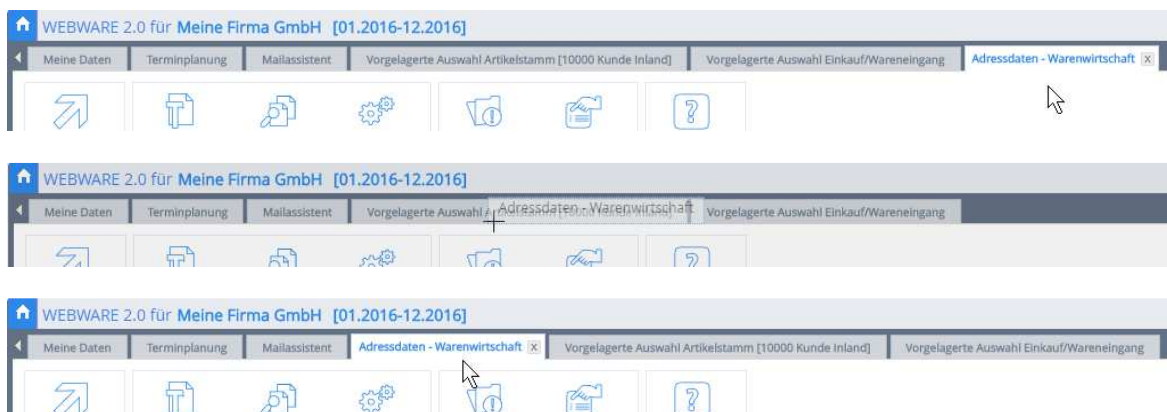 WEBWARE 2.0 für Meine Firma GmbH [01.2016-12.2016]
Meine Daten Terminplanung Mailassistent Vorgelagerte Auswahl Artikelstamm [10000 Kunde Inland] Vorgelagerte Auswahl Einkauf/Wareneingang Adressdaten - Warenwirtschaft x
WEBWARE 2.0 für Meine Firma GmbH [01.2016-12.2016]
Meine Daten Terminplanung Mailassistent Vorgelagerte Auswahl Adressdaten - Warenwirtschaft Vorgelagerte Auswahl Einkauf/Wareneingang
WEBWARE 2.0 für Meine Firma GmbH [01.2016-12.2016]
Meine Daten Terminplanung Mailassistent Adressdaten - Warenwirtschaft x Vorgelagerte Auswahl Artikelstamm [10000 Kunde Inland] Vorgelagerte Auswahl Einkauf/Wareneingang